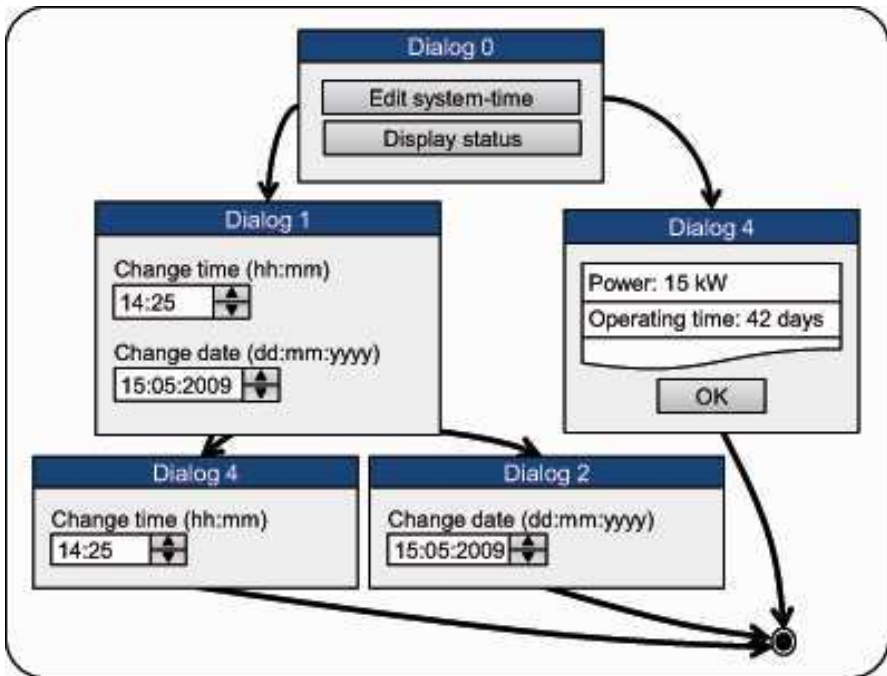 Dialog 0
Edit system-time
Display status
Dialog 1
Change time (hh:mm)
14:25
Change date (dd:mm:yyyy)
15:05:2009
Dialog 4
Power: 15 kW
Operating time: 42 days
OK
Dialog 4
Change time (hh:mm)
14:25
Dialog 2
Change date (dd:mm:yyyy)
15:05:2009